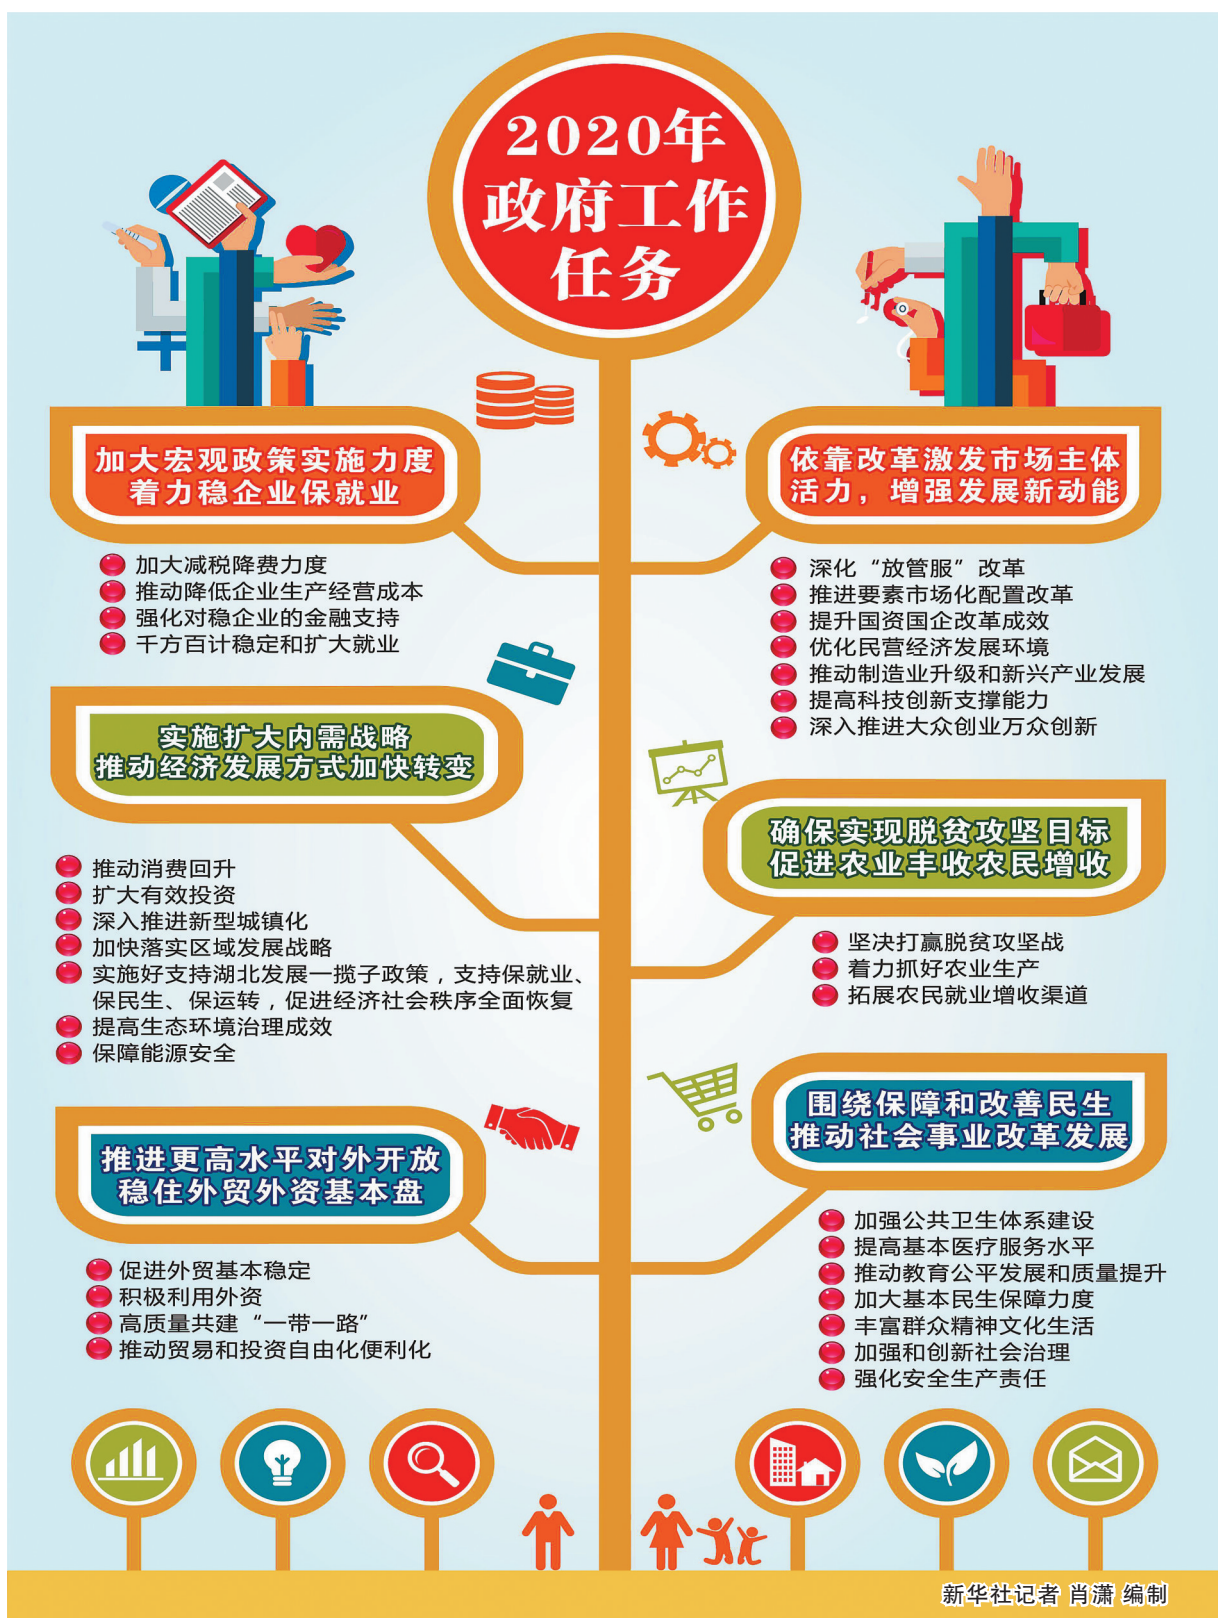 2020年
政府工作
任务
加大宏观政策实施力度
着力稳企业保就业
加大减税降费力度
推动降低企业生产经营成本
强化对稳企业的金融支持
千方百计稳定和扩大就业
依靠改革激发市场主体
活力，增强发展新动能
深化“放管服”改革
推进要素市场化配置改革
提升国资国企改革成效
优化民营经济发展环境
推动制造业升级和新兴产业发展
提高科技创新支撑能力
深入推进大众创业万众创新
实施扩大内需战略
推动经济发展方式加快转变
推动消费回升
扩大有效投资
深入推进新型城镇化
加快落实区域发展战略
实施好支持湖北发展一揽子政策，支持保就业、
保民生、保运转，促进经济社会秩序全面恢复
提高生态环境治理成效
保障能源安全
确保实现脱贫攻坚目标
促进农业丰收农民增收
坚决打赢脱贫攻坚战
着力抓好农业生产
拓展农民就业增收渠道
推进更高水平对外开放
稳住外贸外资基本盘
促进外贸基本稳定
积极利用外资
高质量共建“一带一路”
推动贸易和投资自由化便利化
围绕保障和改善民生
推动社会事业改革发展
加强公共卫生体系建设
提高基本医疗服务水平
推动教育公平发展和质量提升
加大基本民生保障力度
丰富群众精神文化生活
加强和创新社会治理
强化安全生产责任
新华社记者 肖潇 编制